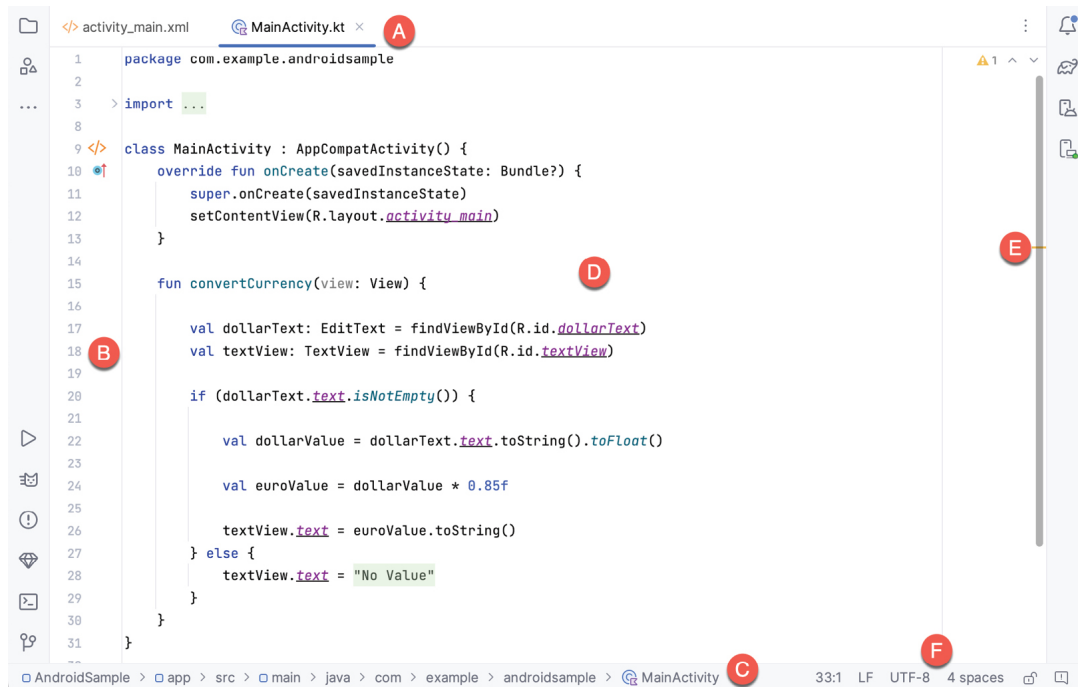 </> activity_main.xml MainActivity.kt × A
1 package com.example.androidsample
1
2
3 > import ...
8
9 </> class MainActivity : AppCompatActivity() {
10 override fun onCreate(savedInstanceState: Bundle?) {
11 super.onCreate(savedInstanceState)
12 setContentView(R.layout.activity_main)
13 }
E
14
D
15 fun convertCurrency(view: View) {
16
17 val dollarText: EditText = findViewById(R.id.dollarText)
18 B val textView: TextView = findViewById(R.id.textView)
19
20 if (dollarText.text.isNotEmpty()) {
21
22 val dollarValue = dollarText.text.toString().toFloat()
23
24 val euroValue = dollarValue * 0.85f
25
26 textView.text = euroValue.toString()
27 } else {
28 textView.text = "No Value"
29 }
30 }
31 }
F
AndroidSample > app > src > main > java > com > example > androidsample > MainActivity C 33:1 LF UTF-8 4 spaces